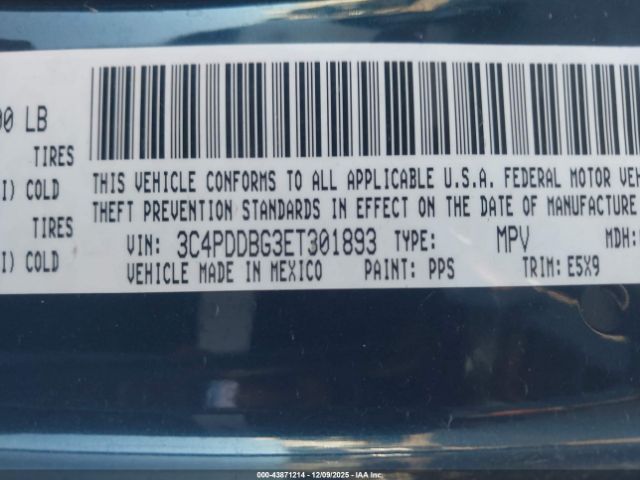 00 LB
TIRES
I) COLD
TIRES
I) COLD
THIS VEHICLE CONFORMS TO ALL APPLICABLE U.S.A. FEDERAL MOTOR VEH
THEFT PREVENTION STANDARDS IN EFFECT ON THE DATE OF MANUFACTURE
VIN: 3C4PDDBG3ET301893 TYPE: MPV MDH:
VEHICLE MADE IN MEXICO PAINT: PPS TRIM: E5X9
000-43871214 - 12/09/2025 - IAAI, Inc.